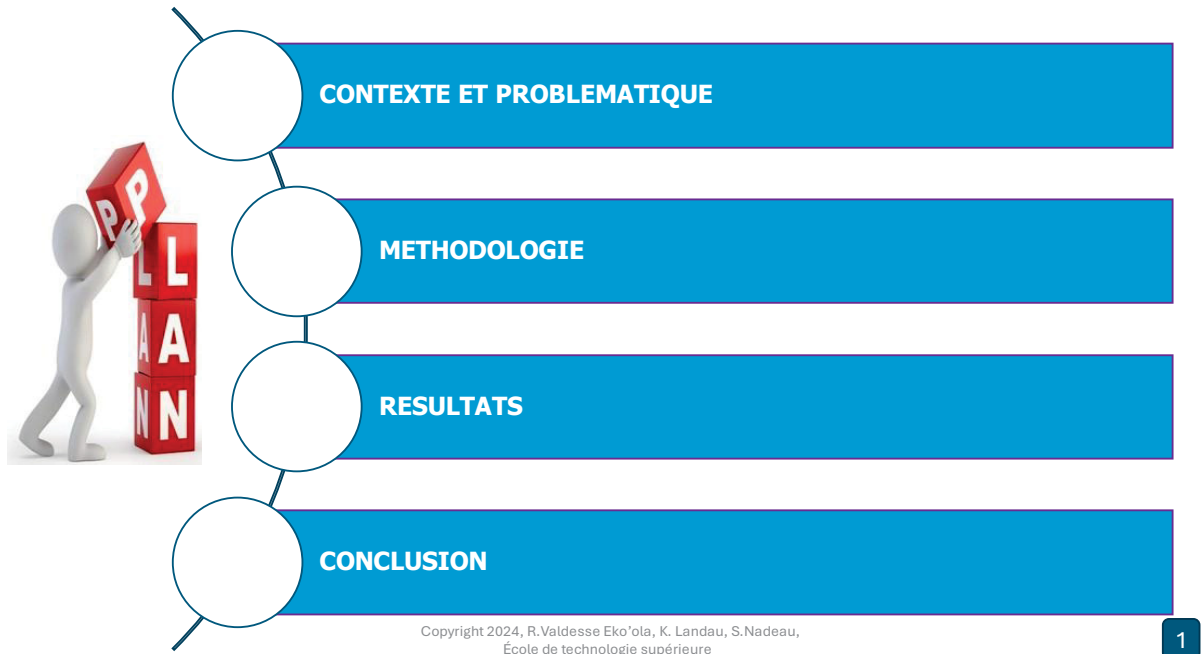 CONTEXTE ET PROBLEMATIQUE
P P
L L
A A
N N
METHODOLOGIE
RESULTATS
CONCLUSION
Copyright 2024, R.Valdesse Eko’ola, K. Landau, S.Nadeau,
École de technologie supérieure
1